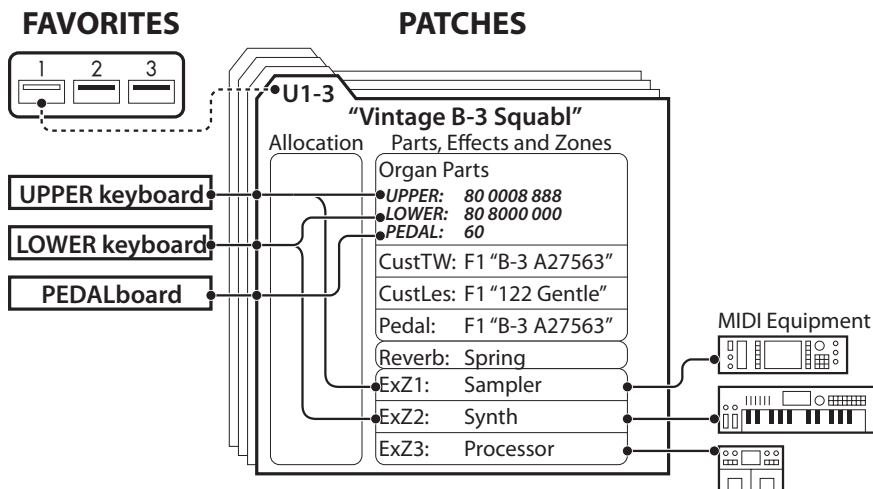 FAVORITES
PATCHES
1 2 3
U1-3
“Vintage B-3 Squabl”
Allocation Parts, Effects and Zones
Organ Parts
UPPER keyboard
UPPER: 80 0008 888
LOWER: 80 8000 000
LOWER keyboard
PEDAL: 60
CustTW: F1 “B-3 A27563”
PEDALboard
CustLes: F1 “122 Gentle”
Pedal: F1 “B-3 A27563”
MIDI Equipment
Reverb: Spring
ExZ1: Sampler
ExZ2: Synth
ExZ3: Processor